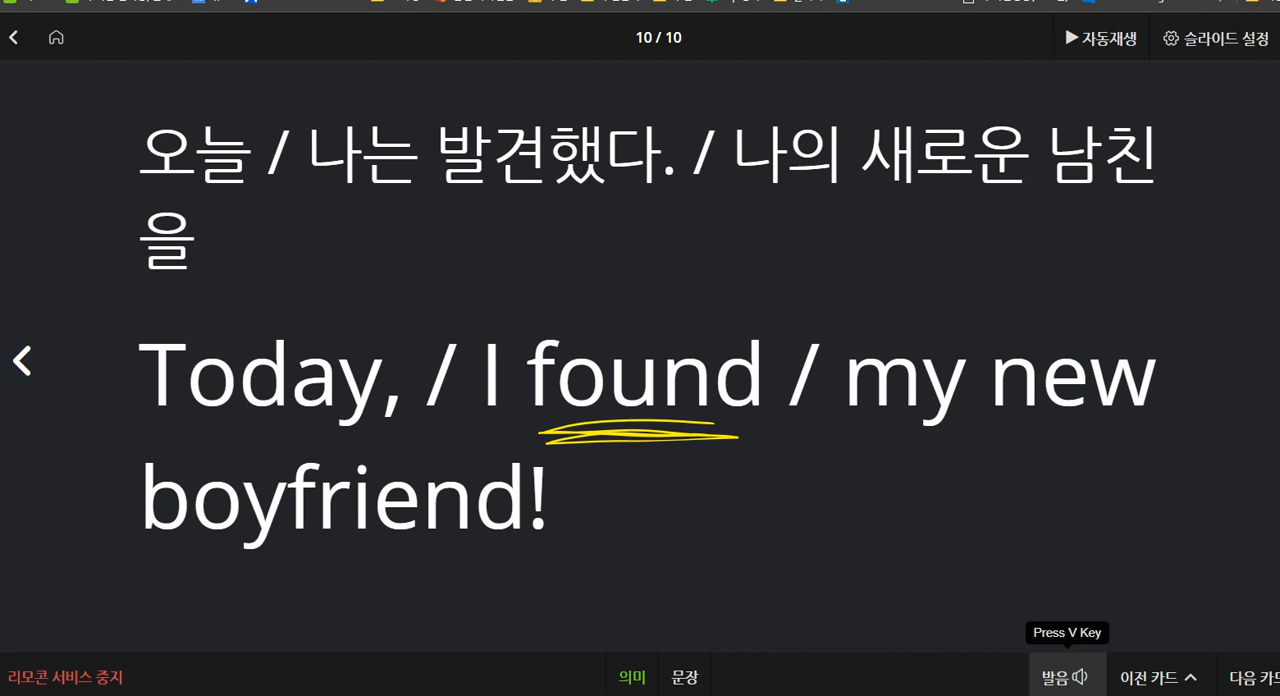 10 / 10
▶자동재생
슬라이드 설정
오늘 / 나는 발견했다. / 나의 새로운 남친
을
Today, / I found / my new
boyfriend!
Press V Key
리모콘 서비스 중지
의미
문장
발음
이전 카드
다음